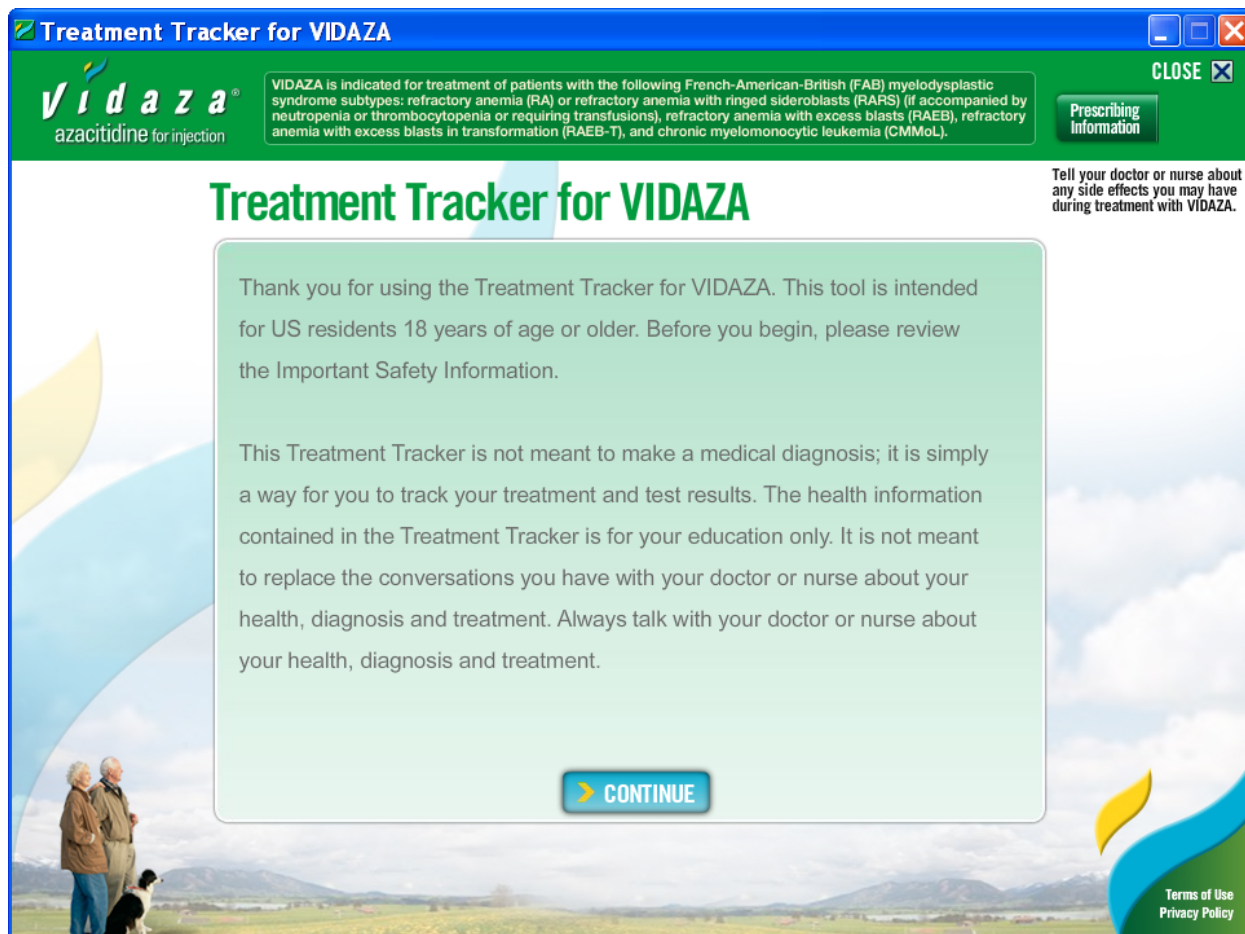 Treatment Tracker for VIDAZA
CLOSE
Vidaza®
azacitidine for injection
VIDAZA is indicated for treatment of patients with the following French-American-British (FAB) myelodysplastic
syndrome subtypes: refractory anemia (RA) or refractory anemia with ringed sideroblasts (RARS) (if accompanied by
neutropenia or thrombocytopenia or requiring transfusions), refractory anemia with excess blasts (RAEB), refractory
anemia with excess blasts in transformation (RAEB-T), and chronic myelomonocytic leukemia (CMMoL).
Prescribing
Information
Tell your doctor or nurse about
any side effects you may have
during treatment with VIDAZA.
Treatment Tracker for VIDAZA
Thank you for using the Treatment Tracker for VIDAZA. This tool is intended
for US residents 18 years of age or older. Before you begin, please review
the Important Safety Information.
This Treatment Tracker is not meant to make a medical diagnosis; it is simply
a way for you to track your treatment and test results. The health information
contained in the Treatment Tracker is for your education only. It is not meant
to replace the conversations you have with your doctor or nurse about your
health, diagnosis and treatment. Always talk with your doctor or nurse about
your health, diagnosis and treatment.
CONTINUE
Terms of Use
Privacy Policy